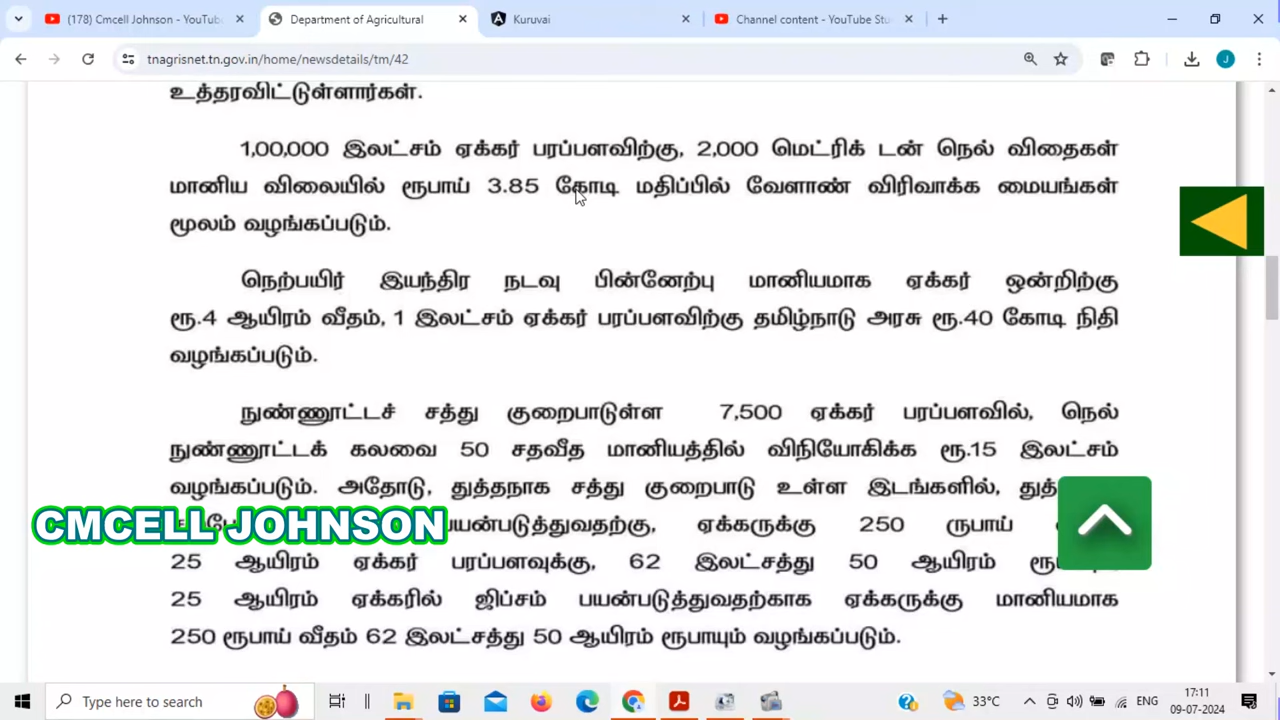 (178) Cmcell Johnson - YouTube
Department of Agricultural
Kuruvai
Channel content - YouTube Stu
tnagrisnet.tn.gov.in/home/newsdetails/tm/42
உத்தரவிட்டுள்ளார்கள்.
1,00,000 இலட்சம் ஏக்கர் பரப்பளவிற்கு, 2,000 மெட்ரிக் டன் நெல் விதைகள்
மானிய விலையில் ரூபாய் 3.85 கோடி மதிப்பில் வேளாண் விரிவாக்க மையங்கள்
மூலம் வழங்கப்படும்.
நெற்பயிர் இயந்திர நடவு பின்னேற்பு மானியமாக ஏக்கர் ஒன்றிற்கு
ரூ.4 ஆயிரம் வீதம், 1 இலட்சம் ஏக்கர் பரப்பளவிற்கு தமிழ்நாடு அரசு ரூ.40 கோடி நிதி
வழங்கப்படும்.
நுண்ணூட்டச் சத்து குறைபாடுள்ள 7,500 ஏக்கர் பரப்பளவில், நெல்
நுண்ணூட்டக் கலவை 50 சதவீத மானியத்தில் விநியோகிக்க ரூ.15 இலட்சம்
வழங்கப்படும். அதோடு, துத்தநாக சத்து குறைபாடு உள்ள இடங்களில்,
CMCELL JOHNSON
பயன்படுத்துவதற்கு, ஏக்கருக்கு 250 ரூபாய்
25 ஆயிரம் ஏக்கர் பரப்பளவுக்கு, 62 இலட்சத்து 50 ஆயிரம்
25 ஆயிரம் ஏக்கரில் ஜிப்சம் பயன்படுத்துவதற்காக ஏக்கருக்கு மானியமாக
250 ரூபாய் வீதம் 62 இலட்சத்து 50 ஆயிரம் ரூபாயும் வழங்கப்படும்.
Type here to search
33°C
ENG
17:11
09-07-2024